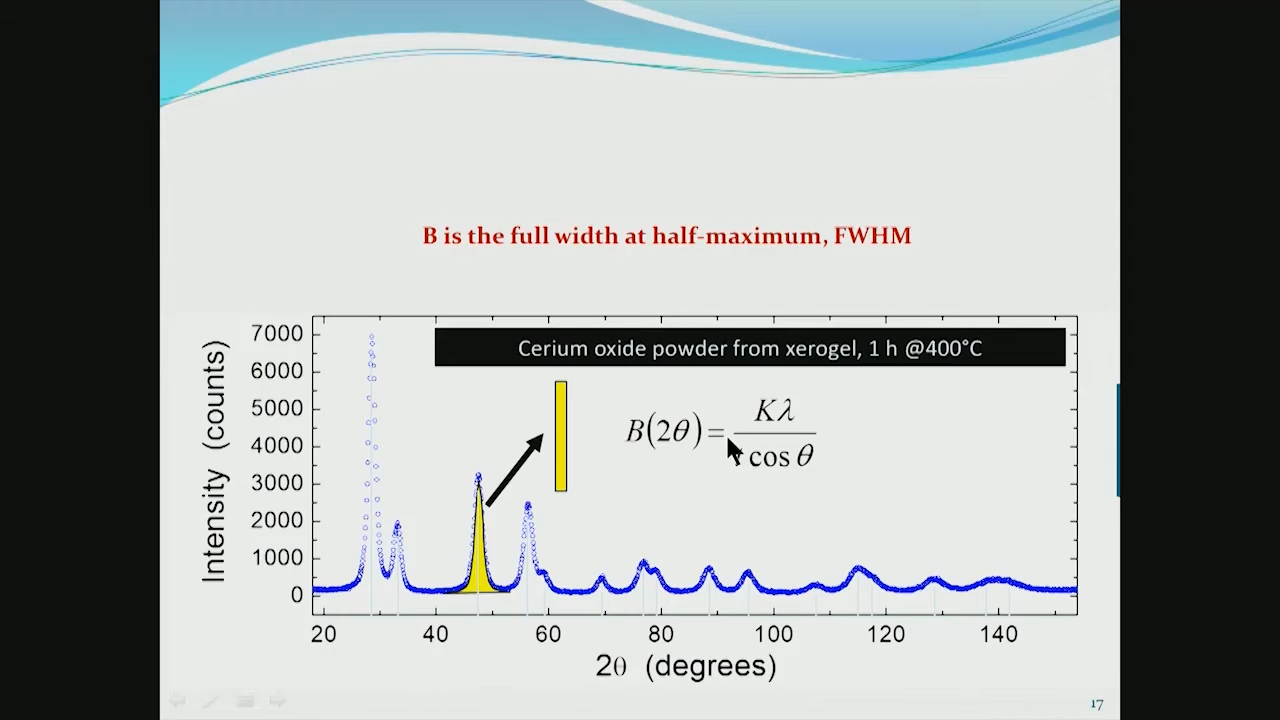 B is the full width at half-maximum, FWHM
Cerium oxide powder from xerogel, 1 h @400°C
B(2θ) = Kλ
cos θ
Intensity (counts)
7000
6000
5000
4000
3000
2000
1000
0
20 40 60 80 100 120 140
2θ (degrees)
17